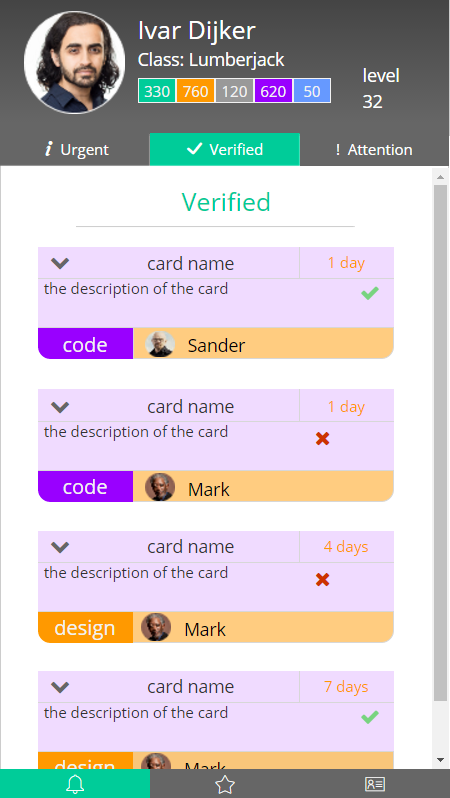 Ivar Dijker
Class: Lumberjack
330 760 120 620 50
level
32
i Urgent
Verified
! Attention
Verified
card name 1 day
the description of the card
code Sander
card name 1 day
the description of the card
code Mark
card name 4 days
the description of the card
design Mark
card name 7 days
the description of the card
design Mark